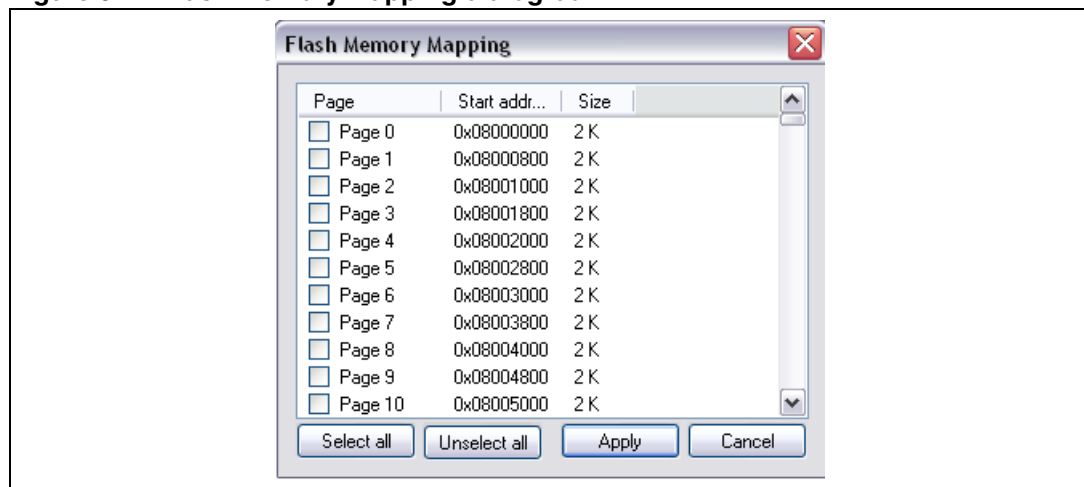 Flash Memory Mapping
Page Start addr... Size
Page 0 0x08000000 2 K
Page 1 0x08000800 2 K
Page 2 0x08001000 2 K
Page 3 0x08001800 2 K
Page 4 0x08002000 2 K
Page 5 0x08002800 2 K
Page 6 0x08003000 2 K
Page 7 0x08003800 2 K
Page 8 0x08004000 2 K
Page 9 0x08004800 2 K
Page 10 0x08005000 2 K
Select all Unselect all Apply Cancel